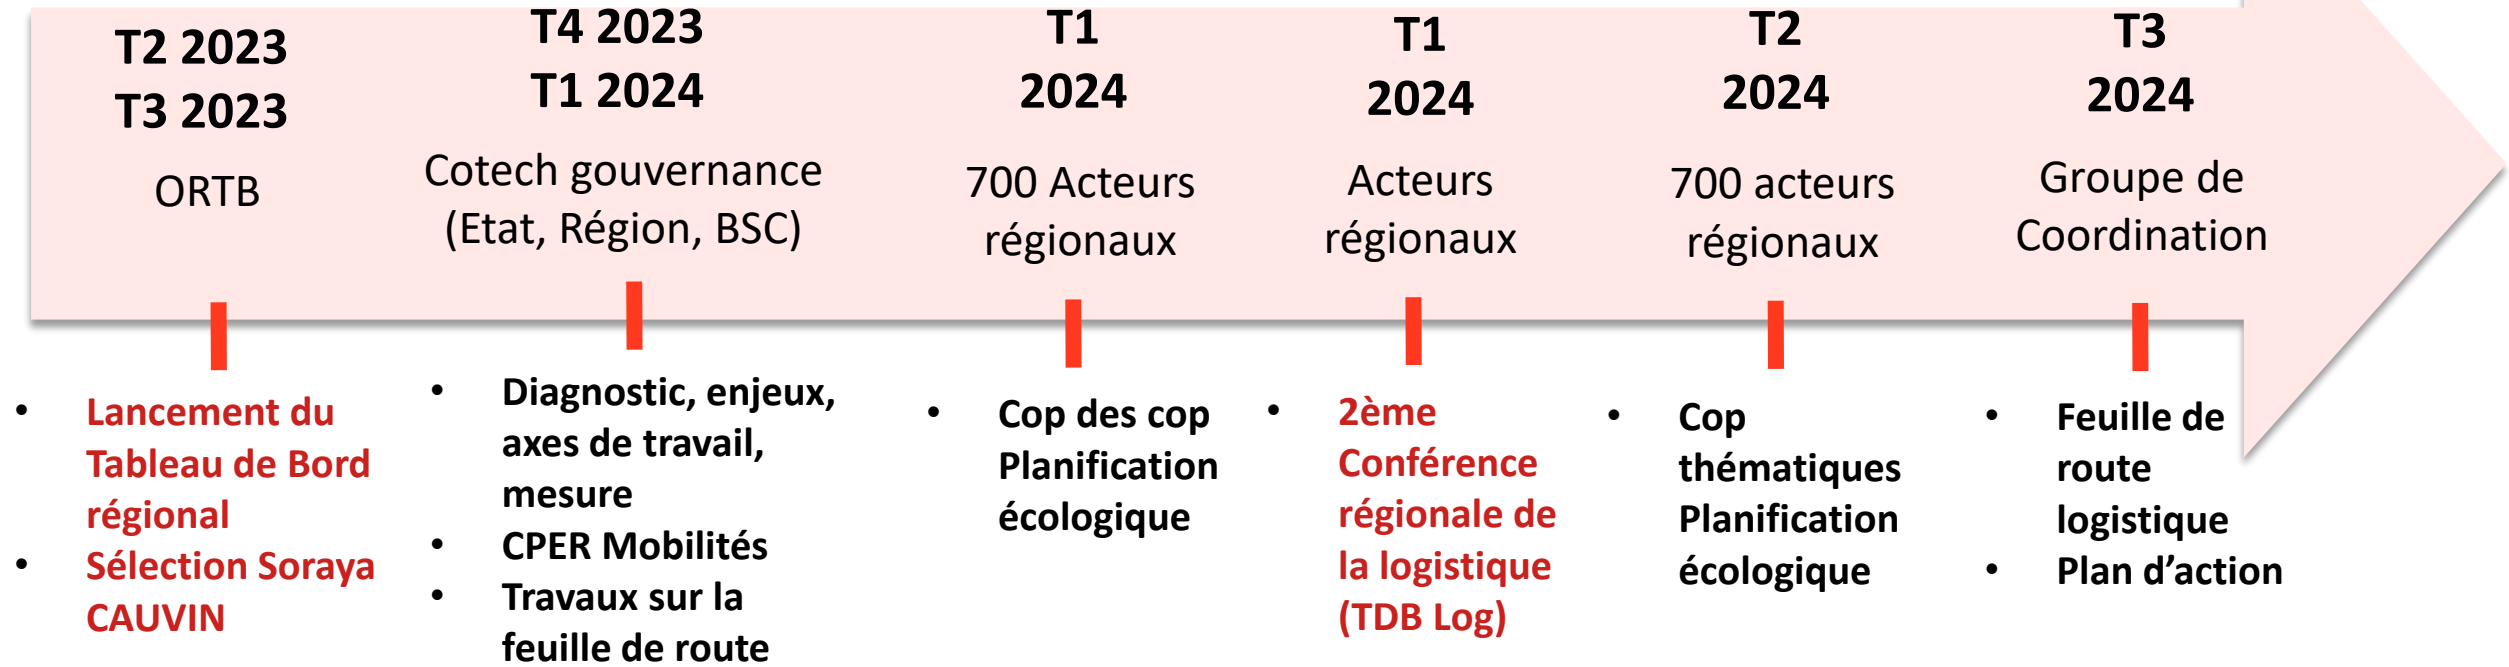 T2 2023
T3 2023
ORTB
• Lancement du
Tableau de Bord
régional
• Sélection Soraya
CAUVIN
T4 2023
T1 2024
Cotech gouvernance
(Etat, Région, BSC)
• Diagnostic, enjeux,
axes de travail,
mesure
• CPER Mobilités
• Travaux sur la
feuille de route
T1
2024
700 Acteurs
régionaux
• Cop des cop
Planification
écologique
T1
2024
Acteurs
régionaux
• 2ème
Conférence
régionale de
la logistique
(TDB Log)
T2
2024
700 acteurs
régionaux
• Cop
thématiques
Planification
écologique
T3
2024
Groupe de
Coordination
• Feuille de
route
logistique
• Plan d’action